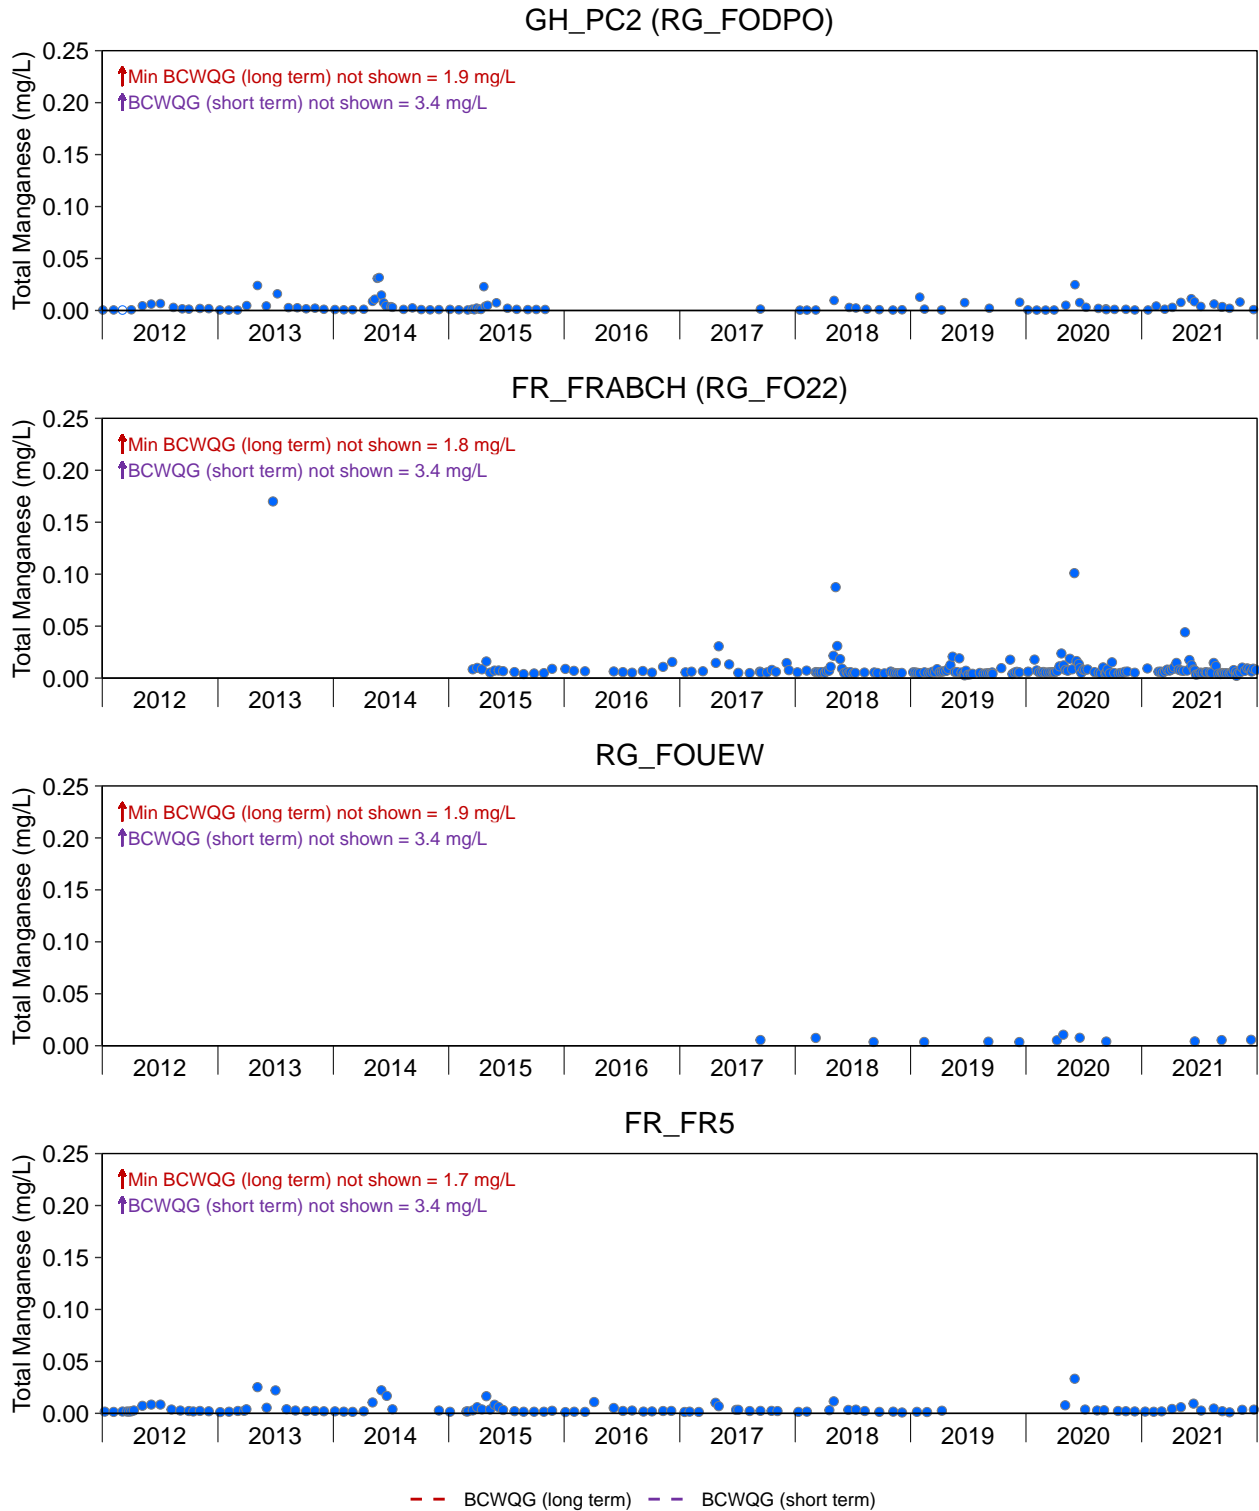 GH_PC2 (RG_FODPO)
Total Manganese (mg/L)
0.25
0.20
0.15
0.10
0.05
0.00
Min BCWQG (long term) not shown = 1.9 mg/L
BCWQG (short term) not shown = 3.4 mg/L
2012 2013 2014 2015 2016 2017 2018 2019 2020 2021
FR_FRABCH (RG_FO22)
Total Manganese (mg/L)
0.25
0.20
0.15
0.10
0.05
0.00
Min BCWQG (long term) not shown = 1.8 mg/L
BCWQG (short term) not shown = 3.4 mg/L
2012 2013 2014 2015 2016 2017 2018 2019 2020 2021
RG_FOUEW
Total Manganese (mg/L)
0.25
0.20
0.15
0.10
0.05
0.00
Min BCWQG (long term) not shown = 1.9 mg/L
BCWQG (short term) not shown = 3.4 mg/L
2012 2013 2014 2015 2016 2017 2018 2019 2020 2021
FR_FR5
Total Manganese (mg/L)
0.25
0.20
0.15
0.10
0.05
0.00
Min BCWQG (long term) not shown = 1.7 mg/L
BCWQG (short term) not shown = 3.4 mg/L
2012 2013 2014 2015 2016 2017 2018 2019 2020 2021
BCWQG (long term) BCWQG (short term)